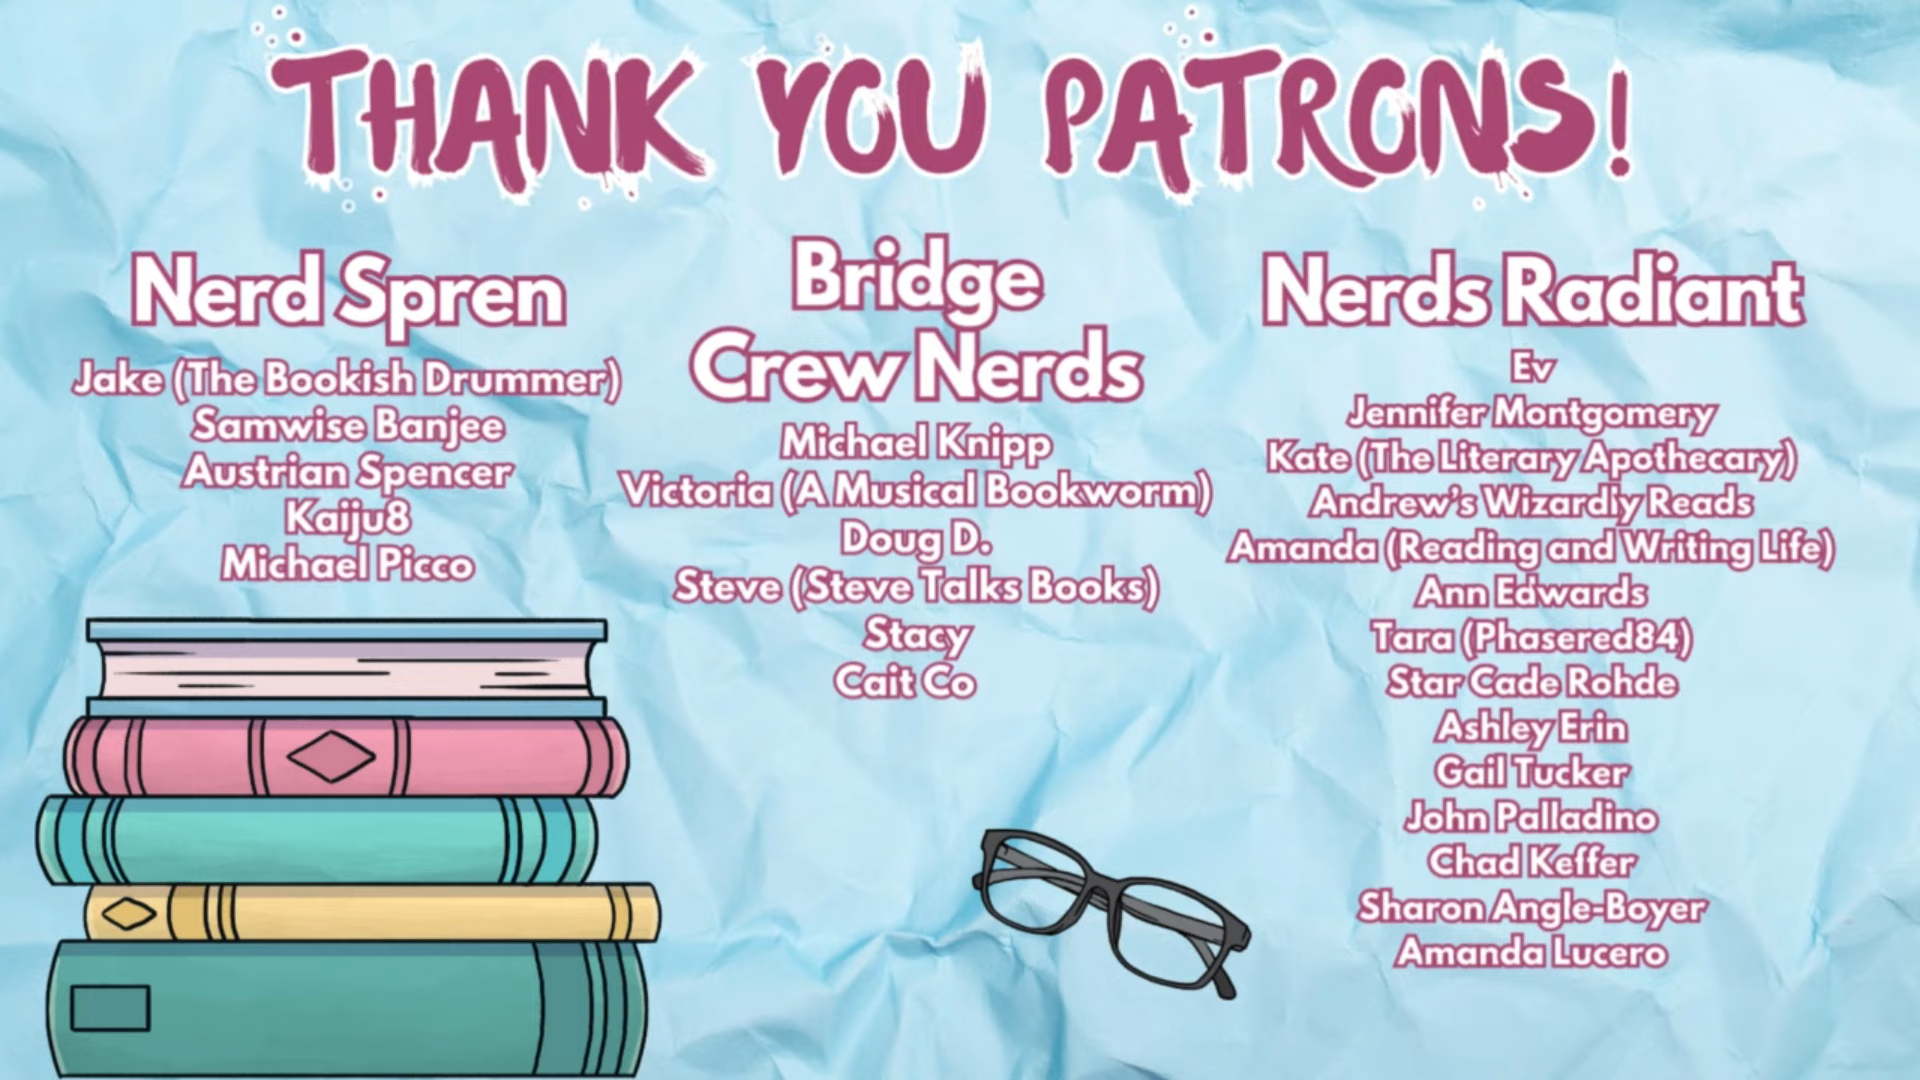 THANK YOU PATRONS!
Nerd Spren
Jake (The Bookish Drummer)
Samwise Banjee
Austrian Spencer
Kaiju8
Michael Picco
Bridge
Crew Nerds
Michael Knipp
Victoria (A Musical Bookworm)
Doug D.
Steve (Steve Talks Books)
Stacy
Cait Co
Nerds Radiant
Ev
Jennifer Montgomery
Kate (The Literary Apothecary)
Andrew's Wizardly Reads
Amanda (Reading and Writing Life)
Ann Edwards
Tara (Phasered84)
Star Cade Rohde
Ashley Erin
Gail Tucker
John Palladino
Chad Keffer
Sharon Angle-Boyer
Amanda Lucero